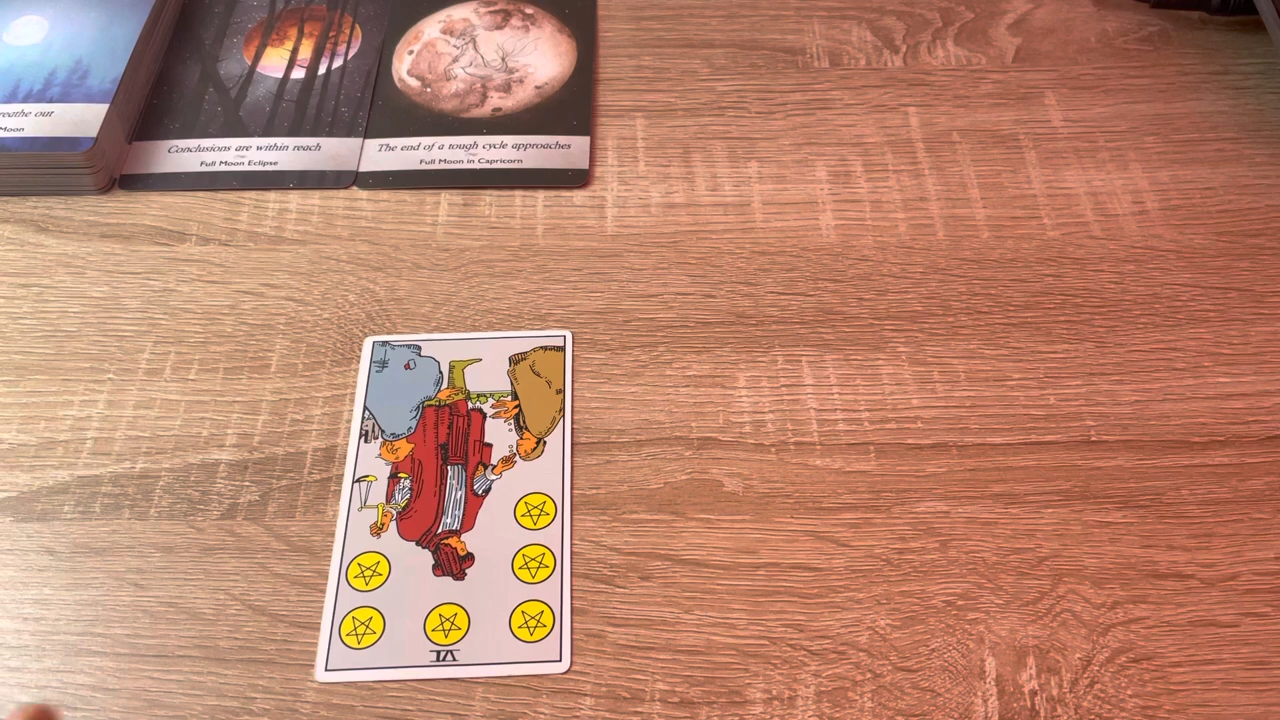 reathe out
Moon
Conclusions are within reach
Full Moon Eclipse
The end of a tough cycle approaches
Full Moon in Capricorn
VI